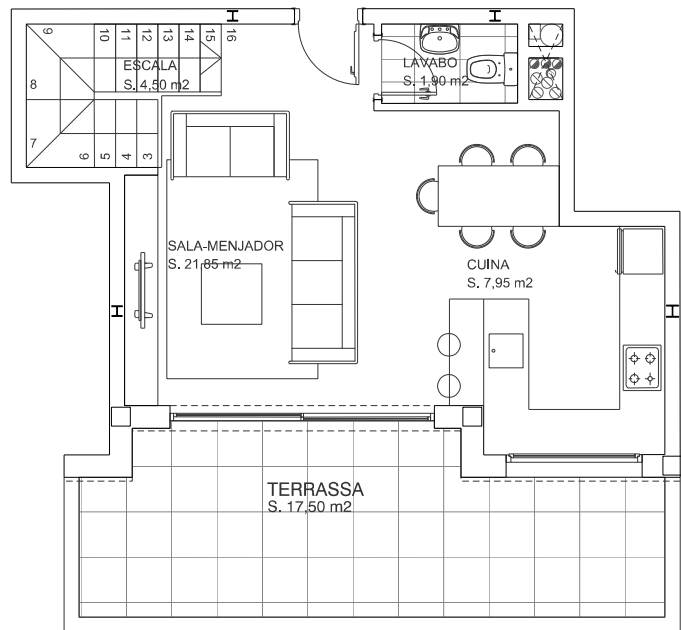 9
10
11
12
13
14
15
16
ESCALA
S. 4,50 m2
8
7
6
5
4
3
LAVABO
S. 1,90 m2
SALA-MENJADOR
S. 21,85 m2
CUINA
S. 7,95 m2
TERRASSA
S. 17,50 m2